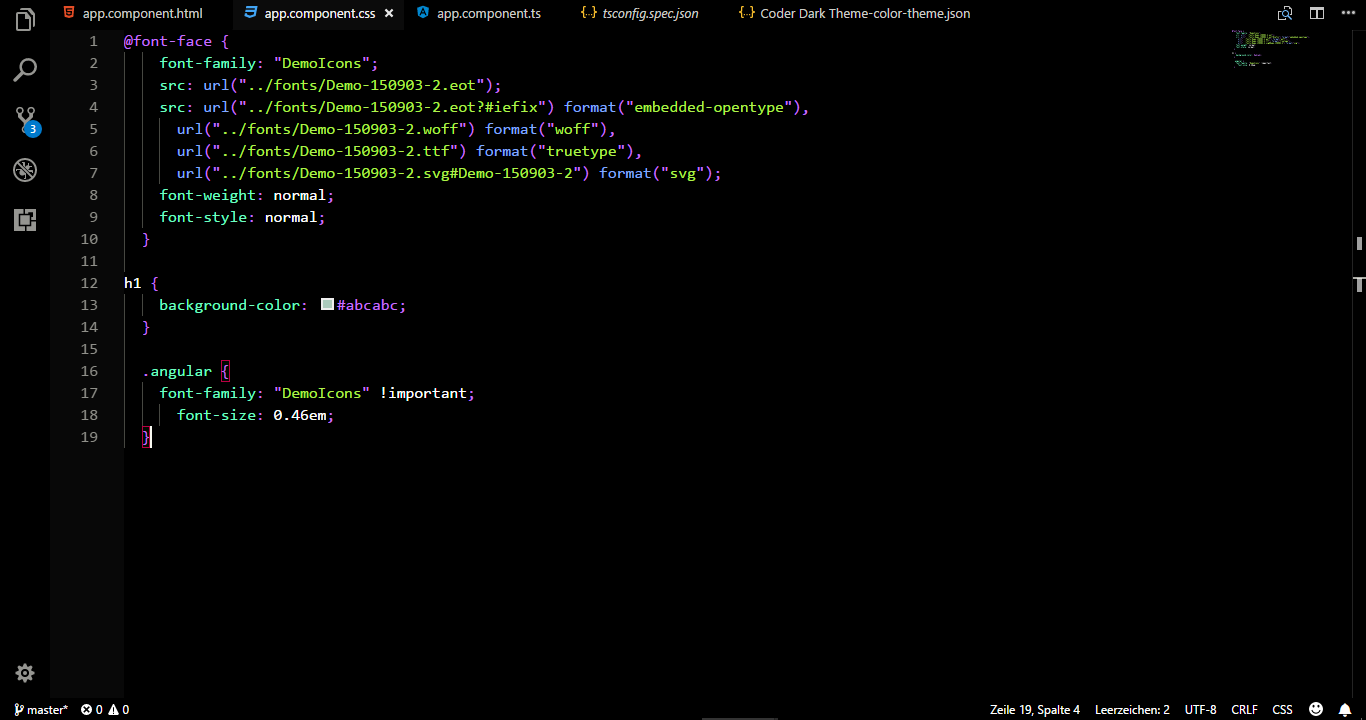 app.component.html app.component.css × app.component.ts tsconfig.spec.json Coder Dark Theme-color-theme.json
1 @font-face {
2 font-family: "DemoIcons";
3 src: url("../fonts/Demo-150903-2.eot");
4 src: url("../fonts/Demo-150903-2.eot?#iefix") format("embedded-opentype"),
5 url("../fonts/Demo-150903-2.woff") format("woff"),
6 url("../fonts/Demo-150903-2.ttf") format("truetype"),
7 url("../fonts/Demo-150903-2.svg#Demo-150903-2") format("svg");
8 font-weight: normal;
9 font-style: normal;
10 }
11
12 h1 {
13 background-color: #abcabc;
14 }
15
16 .angular {
17 font-family: "DemoIcons" !important;
18 font-size: 0.46em;
19 }
3
master* 0 0 Zeile 19, Spalte 4 Leerzeichen: 2 UTF-8 CRLF CSS